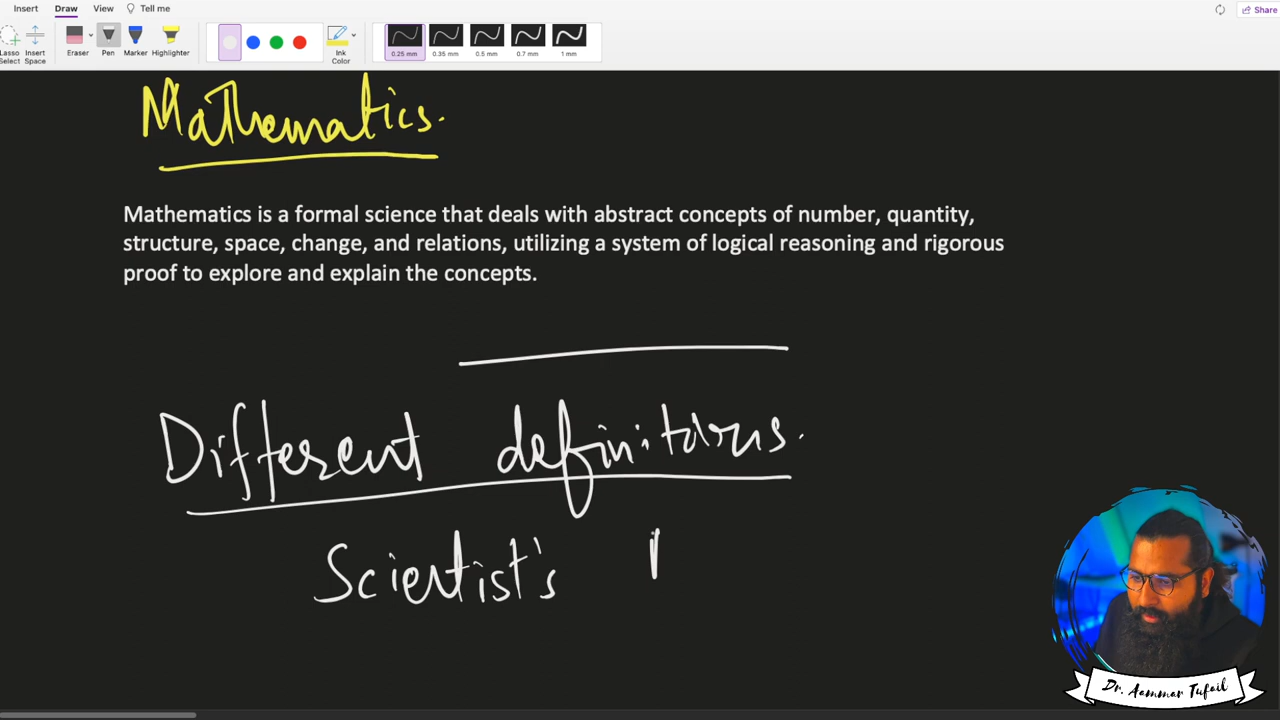 Insert Draw View Tell me Share
Lasso Select Insert Space Eraser Pen Marker Highlighter Ink Color 0.25 mm 0.35 mm 0.5 mm 0.7 mm 1 mm
Mathematics.
Mathematics is a formal science that deals with abstract concepts of number, quantity,
structure, space, change, and relations, utilizing a system of logical reasoning and rigorous
proof to explore and explain the concepts.
Different definitions.
Scientist's
Dr. Aammar Tufail